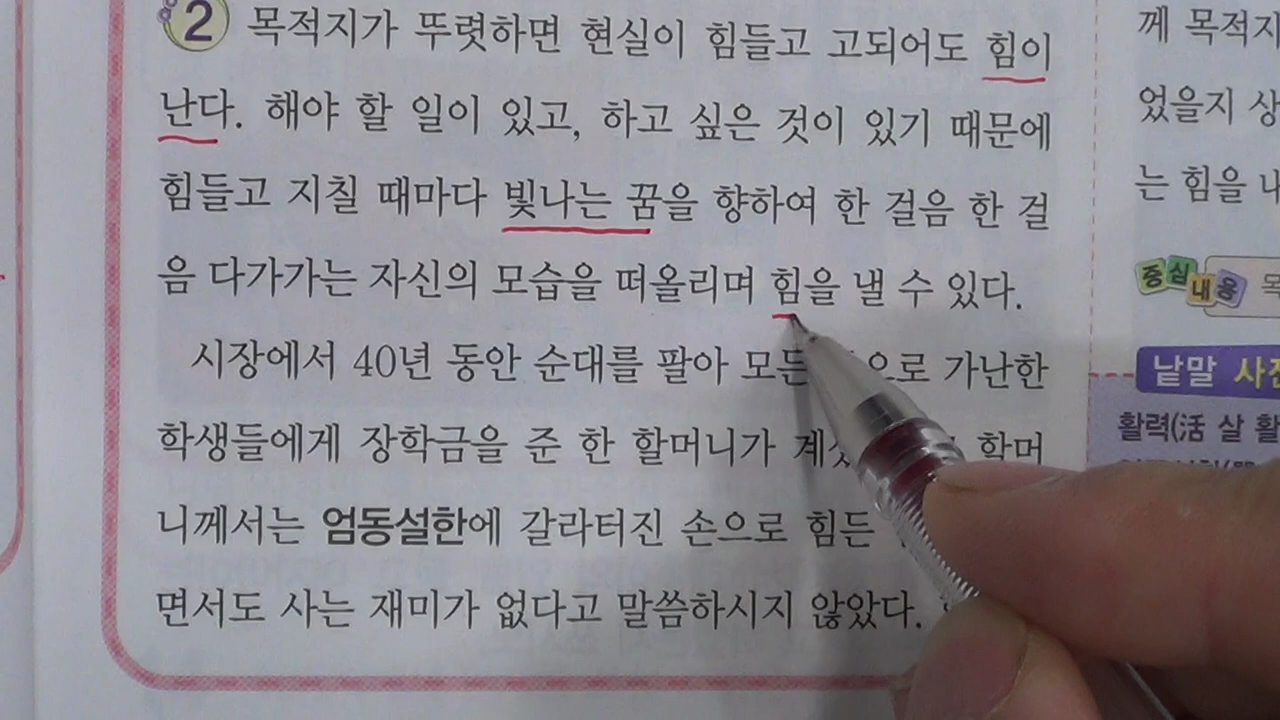 2 목적지가 뚜렷하면 현실이 힘들고 고되어도 힘이
난다. 해야 할 일이 있고, 하고 싶은 것이 있기 때문에
힘들고 지칠 때마다 빛나는 꿈을 향하여 한 걸음 한 걸
음 다가가는 자신의 모습을 떠올리며 힘을 낼 수 있다.
시장에서 40년 동안 순대를 팔아 모든 으로 가난한
학생들에게 장학금을 준 한 할머니가 학머
니께서는 엄동설한에 갈라터진 손으로 힘든
면서도 사는 재미가 없다고 말씀하시지 않았다.
께 목적지
었을지 상
는 힘을
중심내용 목
낱말 사전
활력(活 살 활